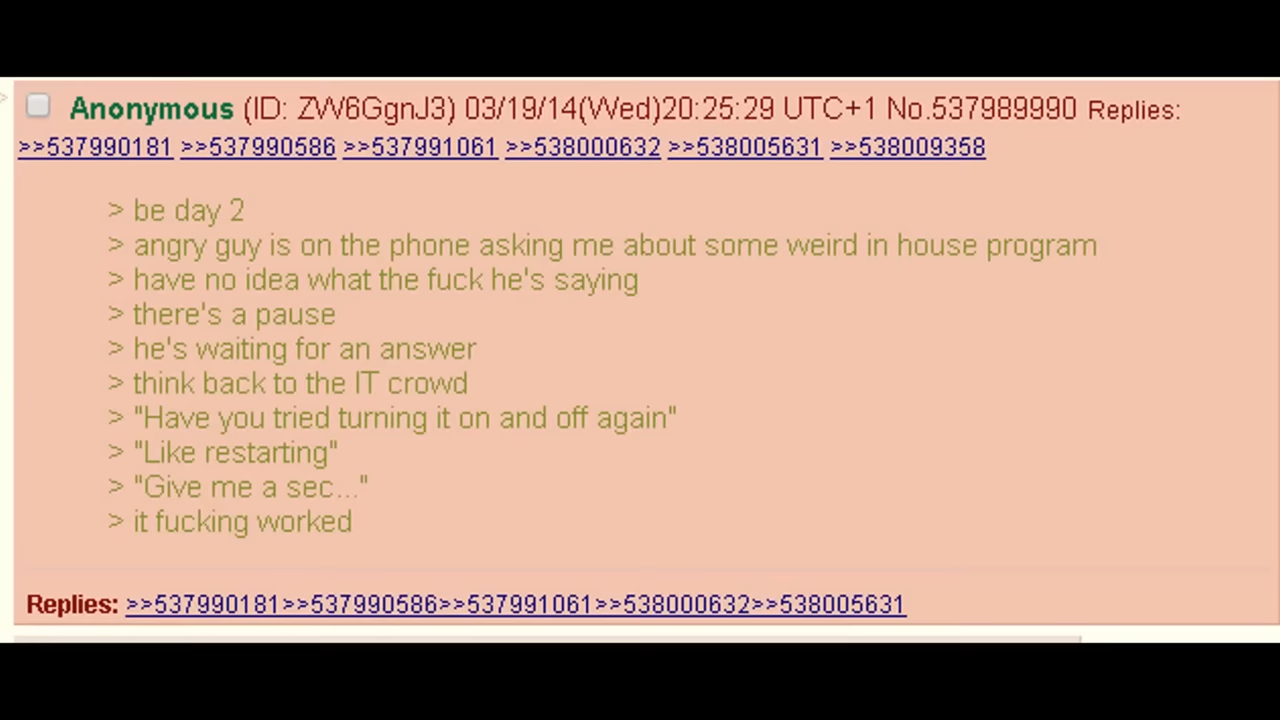 Anonymous (ID: ZW6GgnJ3) 03/19/14(Wed)20:25:29 UTC+1 No.537989990 Replies:
>>537990181 >>537990586 >>537991061 >>538000632 >>538005631 >>538009358
> be day 2
> angry guy is on the phone asking me about some weird in house program
> have no idea what the fuck he's saying
> there's a pause
> he's waiting for an answer
> think back to the IT crowd
> "Have you tried turning it on and off again"
> "Like restarting"
> "Give me a sec..."
> it fucking worked
Replies: >>537990181>>537990586>>537991061>>538000632>>538005631